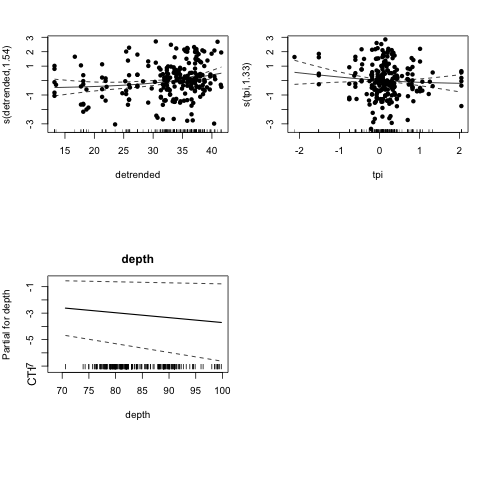 s(detrended,1.54)
3
2
1
-1
-3
15 20 25 30 35 40
detrended
s(tpi,1.33)
3
2
1
-1
-3
-2 -1 0 1 2
tpi
depth
Partial for depth
-1
-3
-5
-7
70 75 80 85 90 95 100
depth